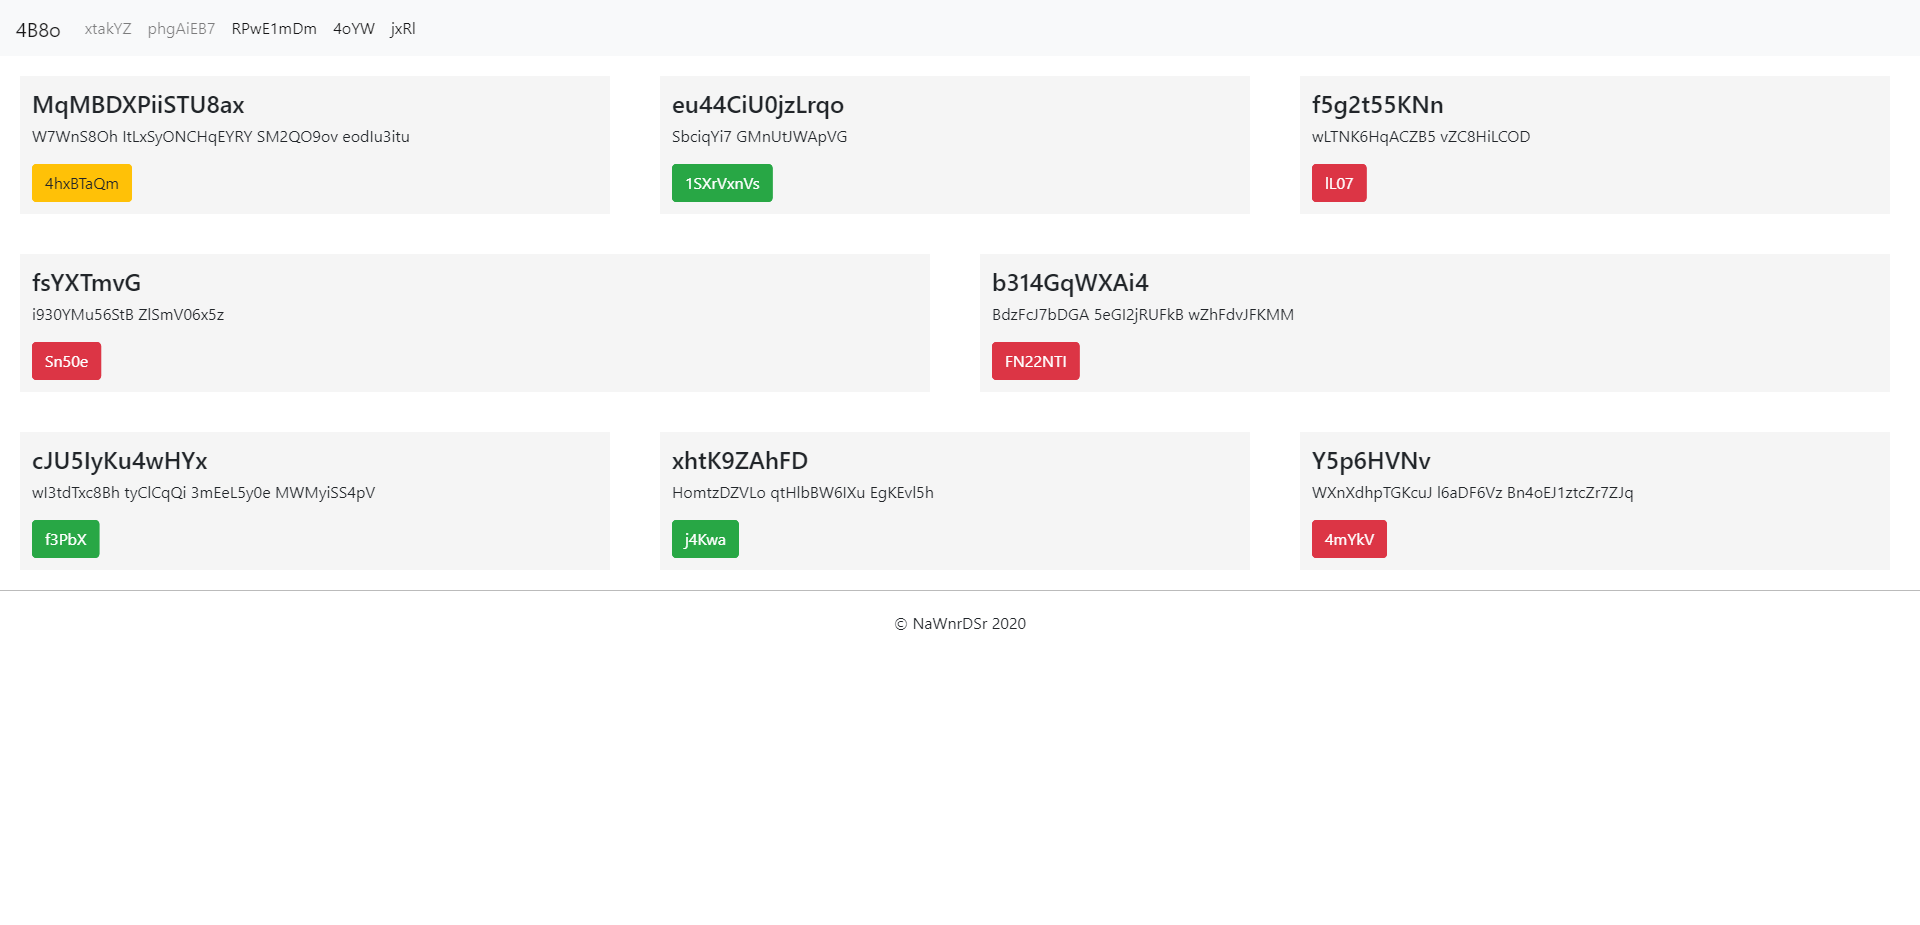 4B8o xtakYZ phgAiEB7 RPwE1mDm 4oYW jxRl
MqMBDXPiiSTU8ax
W7WnS8Oh ItLxSyONCHqEYRY SM2QO9ov eodIu3itu
4hxBTaQm
eu44CiU0jzLrqo
SbciqYi7 GMnUtJWApVG
1SXrVxnVs
f5g2t55KNn
wLTNK6HqACZB5 vZC8HiLCOD
lL07
fsYXTmvG
i930YMu56StB ZlSmV06x5z
Sn50e
b314GqWXAi4
BdzFcJ7bDGA 5eGI2jRUFkB wZhFdvJFKMM
FN22NTI
cJU5IyKu4wHYx
wI3tdTxc8Bh tyClCqQi 3mEeL5y0e MWMyiSS4pV
f3PbX
xhtK9ZAhFD
HomtzDZVLo qtHlbBW6IXu EgKEvl5h
j4Kwa
Y5p6HVNv
WXnXdhpTGKcuJ l6aDF6Vz Bn4oEJ1ztcZr7ZJq
4mYkV
© NaWnrDSr 2020